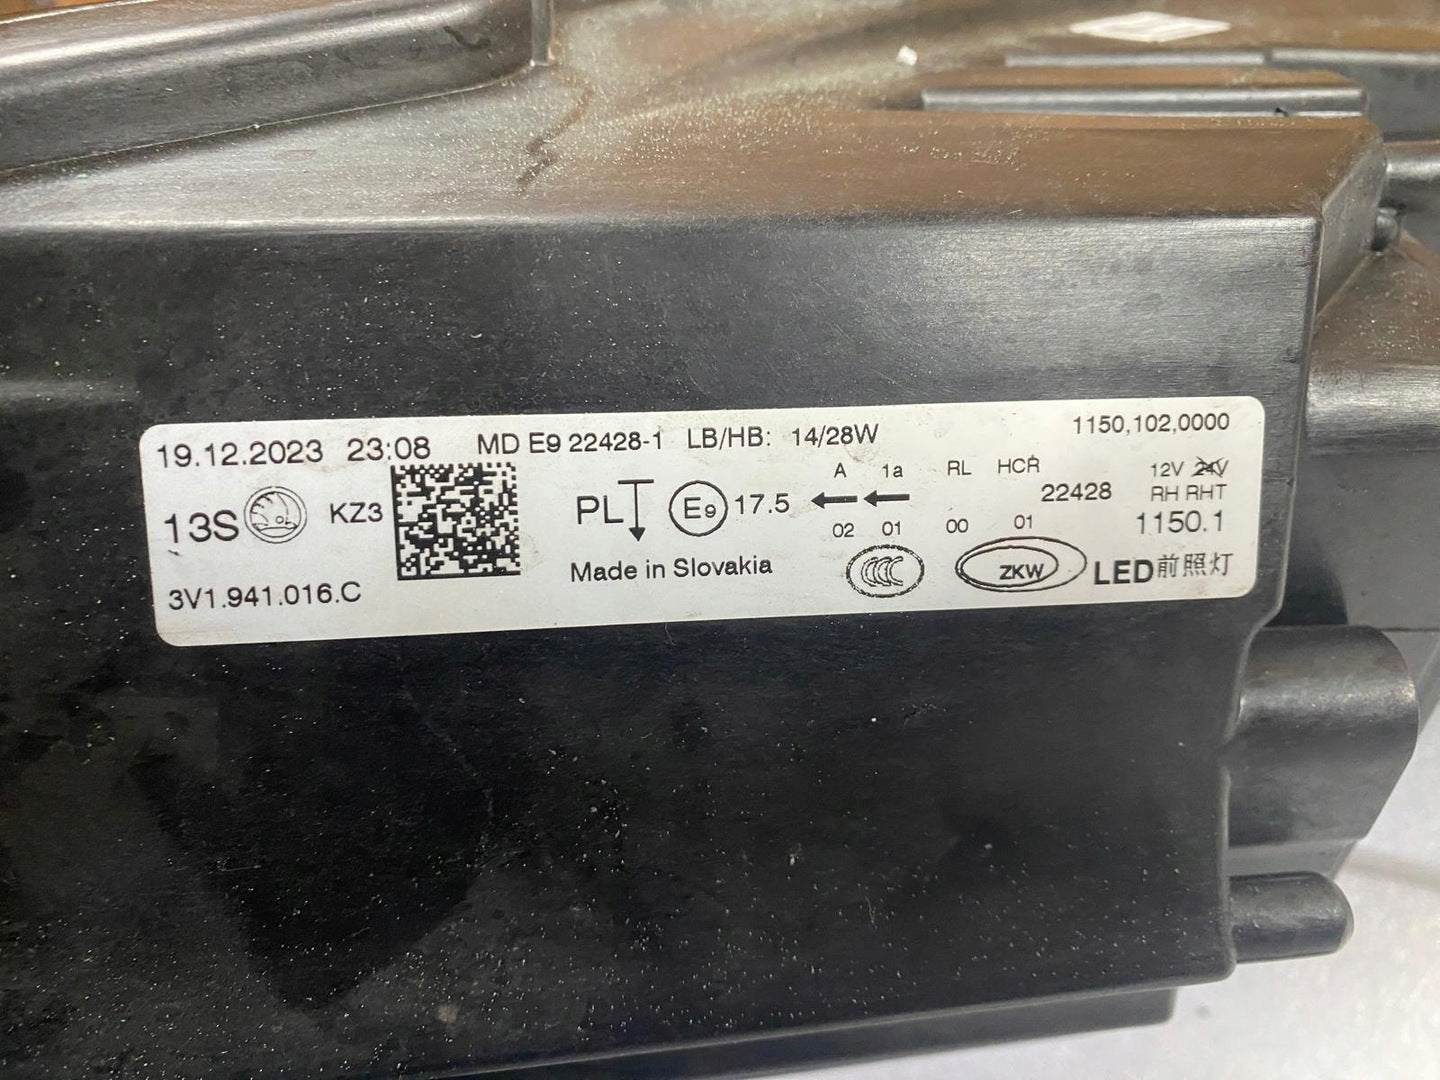 19.12.2023 23:08 MD E9 22428-1 LB/HB: 14/28W 1150,102,0000
A 1a RL HCR 12V 24V
13S KZ3 PL E9 17.5 22428 RH RHT
02 01 00 01 1150.1
3V1.941.016.C Made in Slovakia CCC ZKW LED前照灯